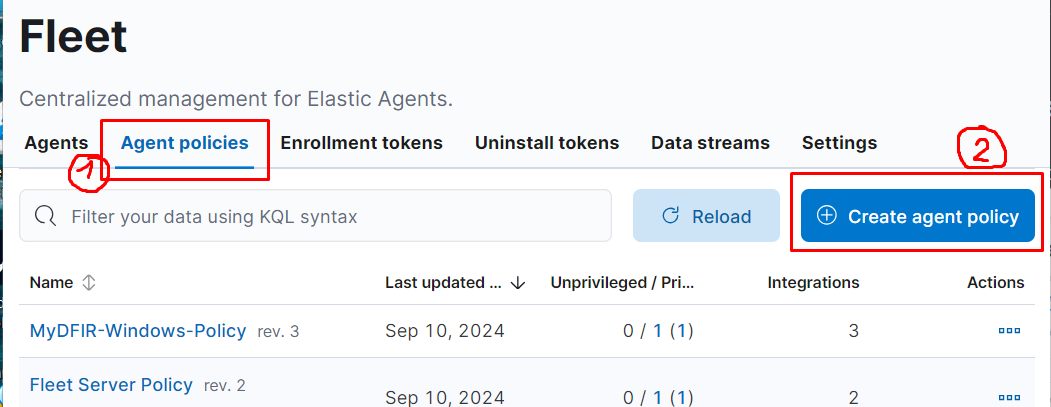 Fleet
Centralized management for Elastic Agents.
Agents Agent policies Enrollment tokens Uninstall tokens Data streams Settings
1 2
Filter your data using KQL syntax Reload Create agent policy
Name Last updated ... Unprivileged / Pri... Integrations Actions
MyDFIR-Windows-Policy rev. 3 Sep 10, 2024 0 / 1 (1) 3
Fleet Server Policy rev. 2
Sep 10, 2024 0 / 1 (1) 2